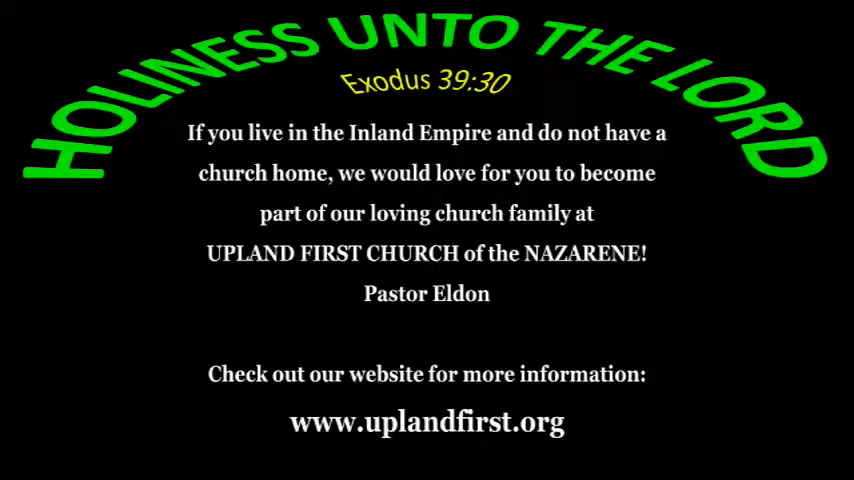 HOLINESS UNTO THE LORD
Exodus 39:30
If you live in the Inland Empire and do not have a
church home, we would love for you to become
part of our loving church family at
UPLAND FIRST CHURCH of the NAZARENE!
Pastor Eldon
Check out our website for more information:
www.uplandfirst.org